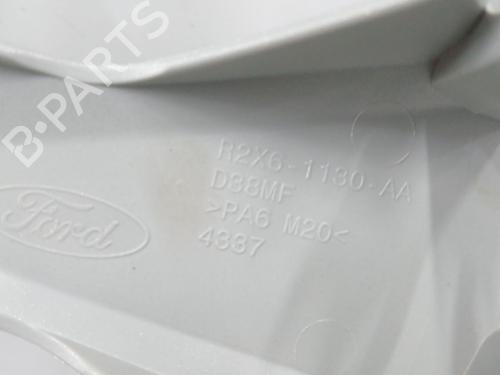 B-PARTS
R2X6-1130-AA
D38MF
>PA6 M20<
4337
Ford